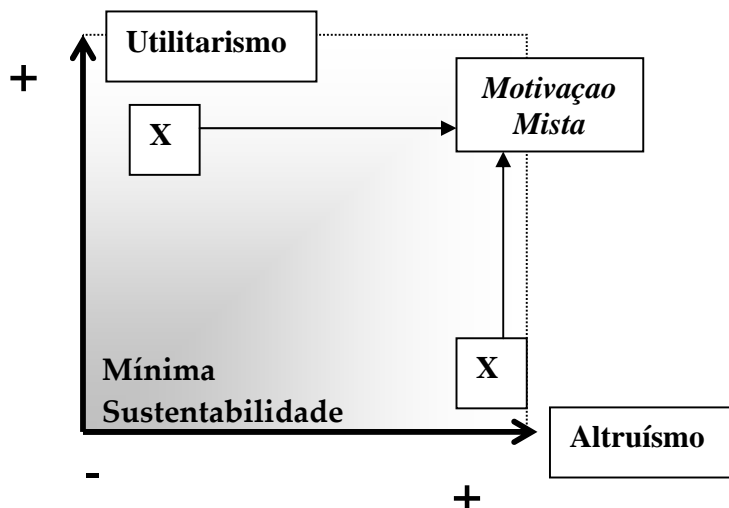 Utilitarismo
+
Motivaçao
Mista
X
X
Mínima
Sustentabilidade
Altruísmo
-
+